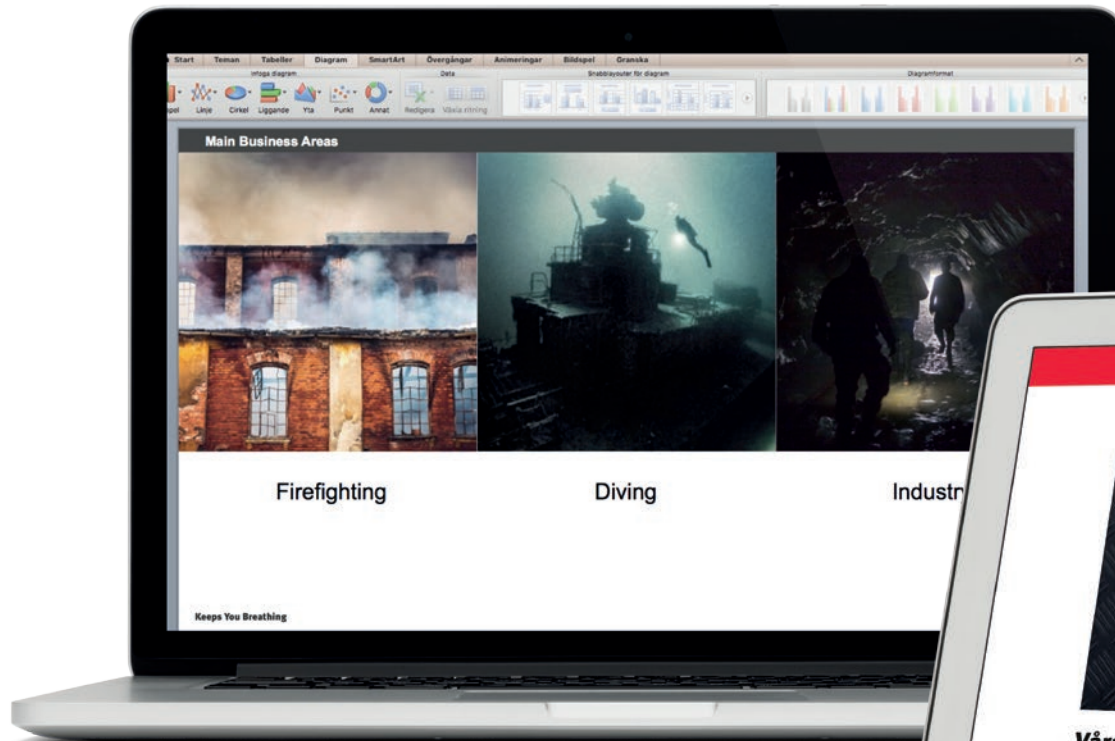 Start Teman Tabeller Diagram SmartArt Övergångar Animeringar Bildspel Granska
Infoga diagram Data Snabblayouter för diagram Diagramformat
Linje Cirkel Liggande Yta Punkt Annat Redigera Växla ritning
Main Business Areas
Firefighting Diving Industr
Keeps You Breathing